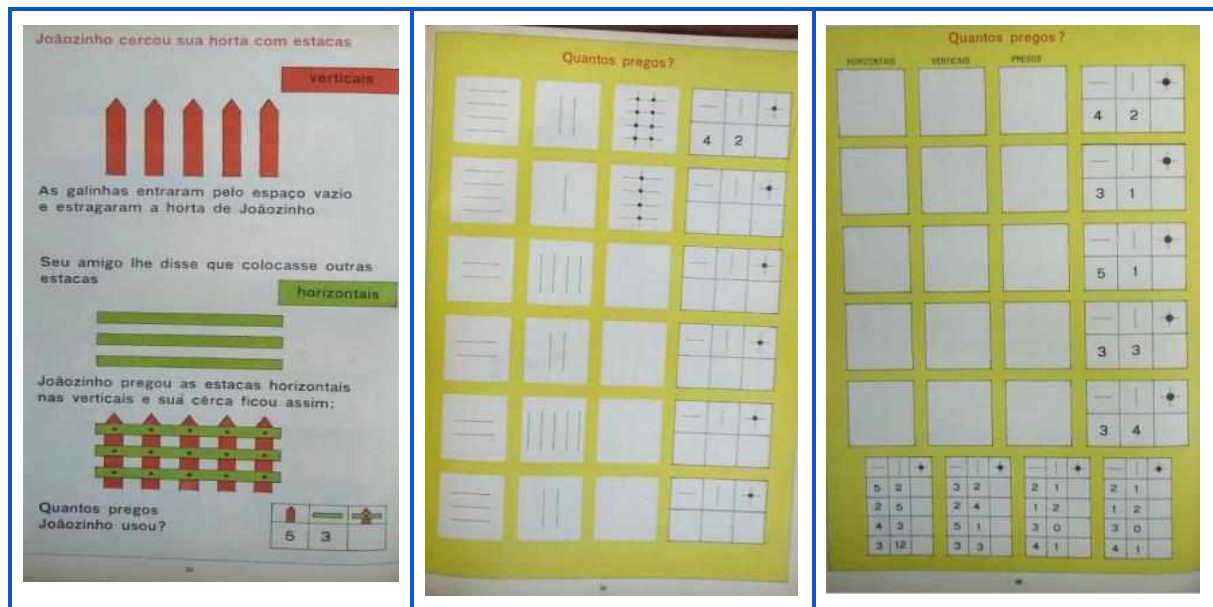 Joãozinho cercou sua horta com estacas
verticais
As galinhas entraram pelo espaço vazio
e estragaram a horta de Joãozinho
Seu amigo lhe disse que colocasse outras
estacas
horizontais
Joãozinho pregou as estacas horizontais
nas verticais e sua cêrca ficou assim:
Quantos pregos
Joãozinho usou?
5 3
Quantos pregos?
4 2
Quantos pregos?
HORIZONTAIS VERTICAIS PREGOS
4 2
3 1
5 1
3 3
3 4
5 2 3 2 2 1 2 1
2 5 2 4 1 2 1 2
4 3 5 1 3 0 3 0
3 12 3 3 4 1 4 1